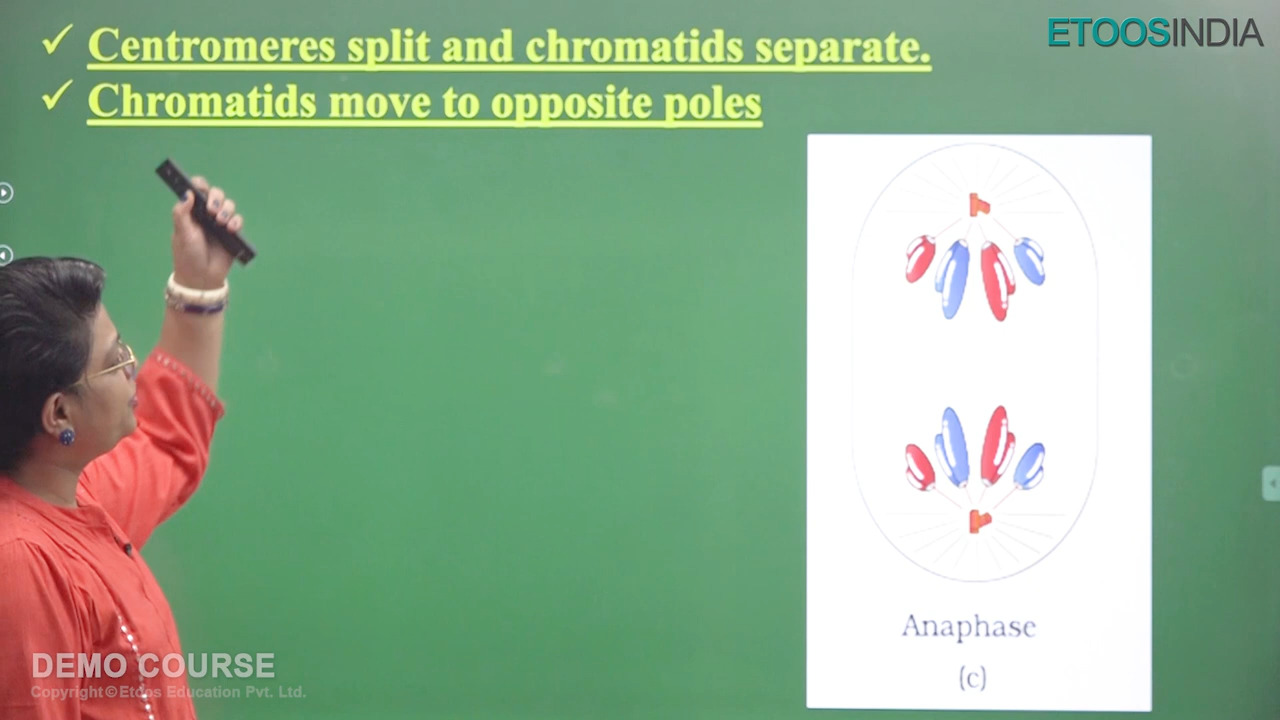 ✓ Centromeres split and chromatids separate.
✓ Chromatids move to opposite poles
ETOOSINDIA
Anaphase
(c)
DEMO COURSE
Copyright © Etoos Education Pvt. Ltd.